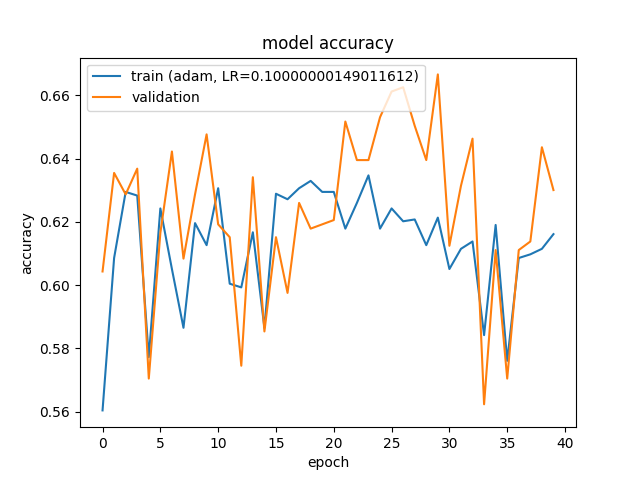 model accuracy
train (adam, LR=0.10000000149011612)
validation
0.66
0.64
0.62
0.60
0.58
0.56
accuracy
0 5 10 15 20 25 30 35 40
epoch